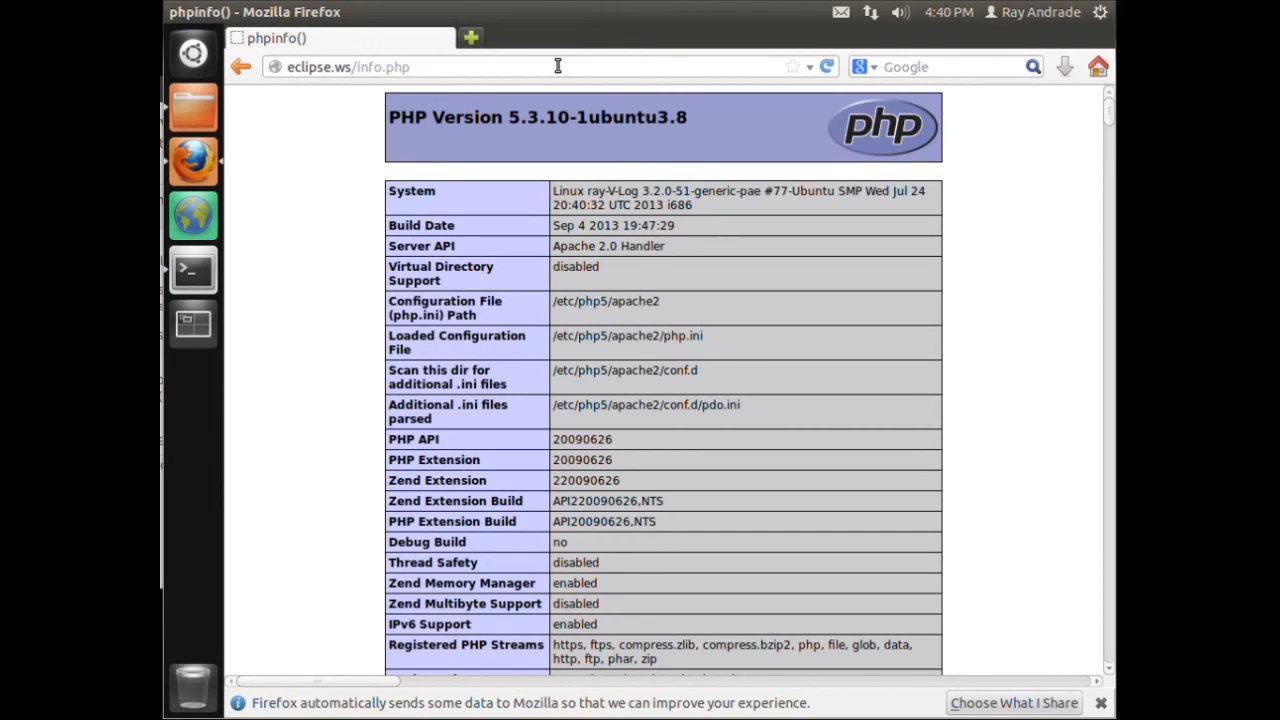 phpinfo() - Mozilla Firefox
4:40 PM Ray Andrade
phpinfo()
eclipse.ws/info.php
Google
PHP Version 5.3.10-1ubuntu3.8
php
System
Linux ray-V-Log 3.2.0-51-generic-pae #77-Ubuntu SMP Wed Jul 24
20:40:32 UTC 2013 i686
Build Date
Sep 4 2013 19:47:29
Server API
Apache 2.0 Handler
Virtual Directory
Support
disabled
Configuration File
(php.ini) Path
/etc/php5/apache2
Loaded Configuration
File
/etc/php5/apache2/php.ini
Scan this dir for
additional .ini files
/etc/php5/apache2/conf.d
Additional .ini files
parsed
/etc/php5/apache2/conf.d/pdo.ini
PHP API
20090626
PHP Extension
20090626
Zend Extension
220090626
Zend Extension Build
API220090626,NTS
PHP Extension Build
API20090626,NTS
Debug Build
no
Thread Safety
disabled
Zend Memory Manager
enabled
Zend Multibyte Support
disabled
IPv6 Support
enabled
Registered PHP Streams
https, ftps, compress.zlib, compress.bzip2, php, file, glob, data,
http, ftp, phar, zip
Firefox automatically sends some data to Mozilla so that we can improve your experience.
Choose What I Share